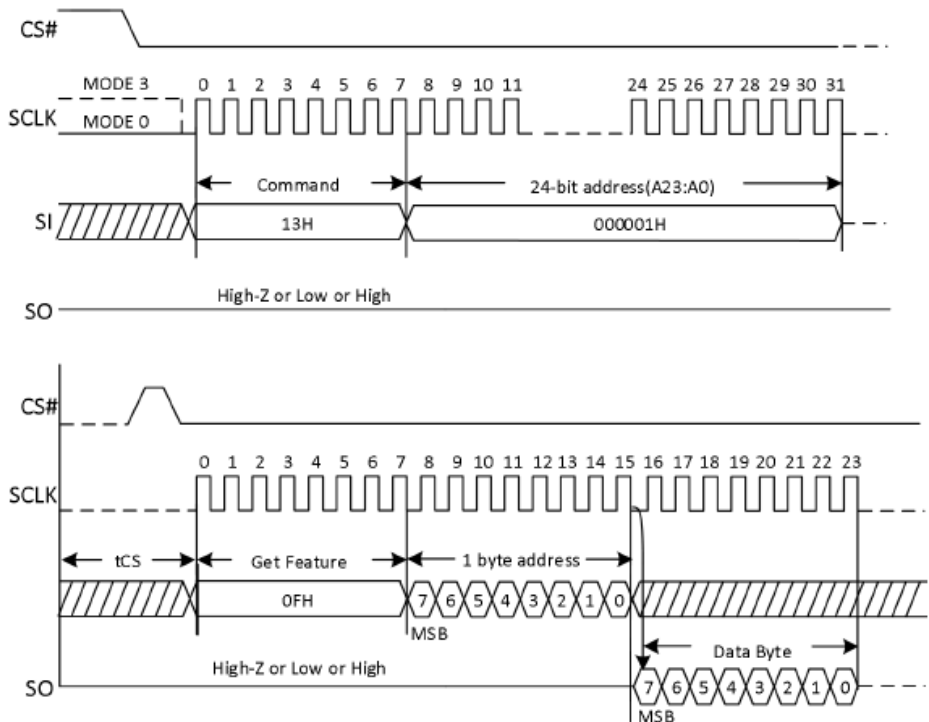 CS#
MODE 3
0 1 2 3 4 5 6 7 8 9 10 11 24 25 26 27 28 29 30 31
SCLK
MODE 0
Command
24-bit address(A23:A0)
SI
13H
000001H
High-Z or Low or High
SO
CS#
0 1 2 3 4 5 6 7 8 9 10 11 12 13 14 15 16 17 18 19 20 21 22 23
SCLK
tCS
Get Feature
1 byte address
0FH
7 6 5 4 3 2 1 0
MSB
High-Z or Low or High
Data Byte
SO
7 6 5 4 3 2 1 0
MSB